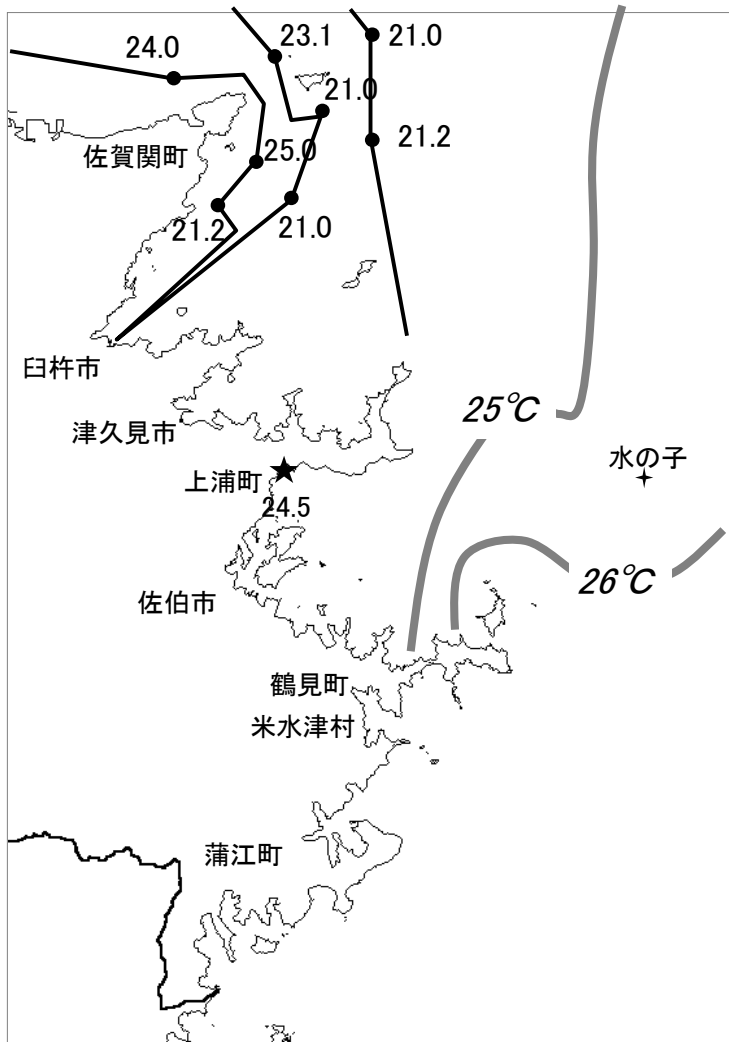 24.0
23.1
21.0
21.0
21.2
佐賀関町
25.0
21.2
21.0
臼杵市
25℃
津久見市
水の子
上浦町
24.5
26℃
佐伯市
鶴見町
米水津村
蒲江町